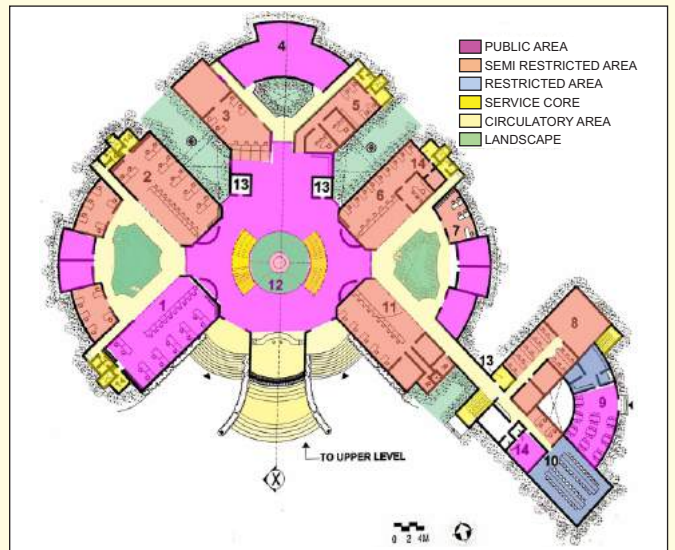 4
PUBLIC AREA
SEMI RESTRICTED AREA
RESTRICTED AREA
SERVICE CORE
CIRCULATORY AREA
LANDSCAPE
3
5
2
13
13
14
6
7
12
7
11
13
8
9
14
10
TO UPPER LEVEL
X
0 2 4M